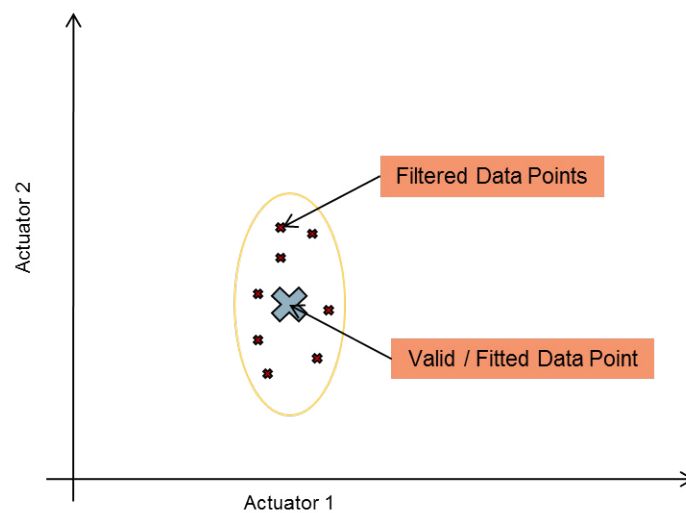 Actuator 2
Filtered Data Points
Valid / Fitted Data Point
Actuator 1